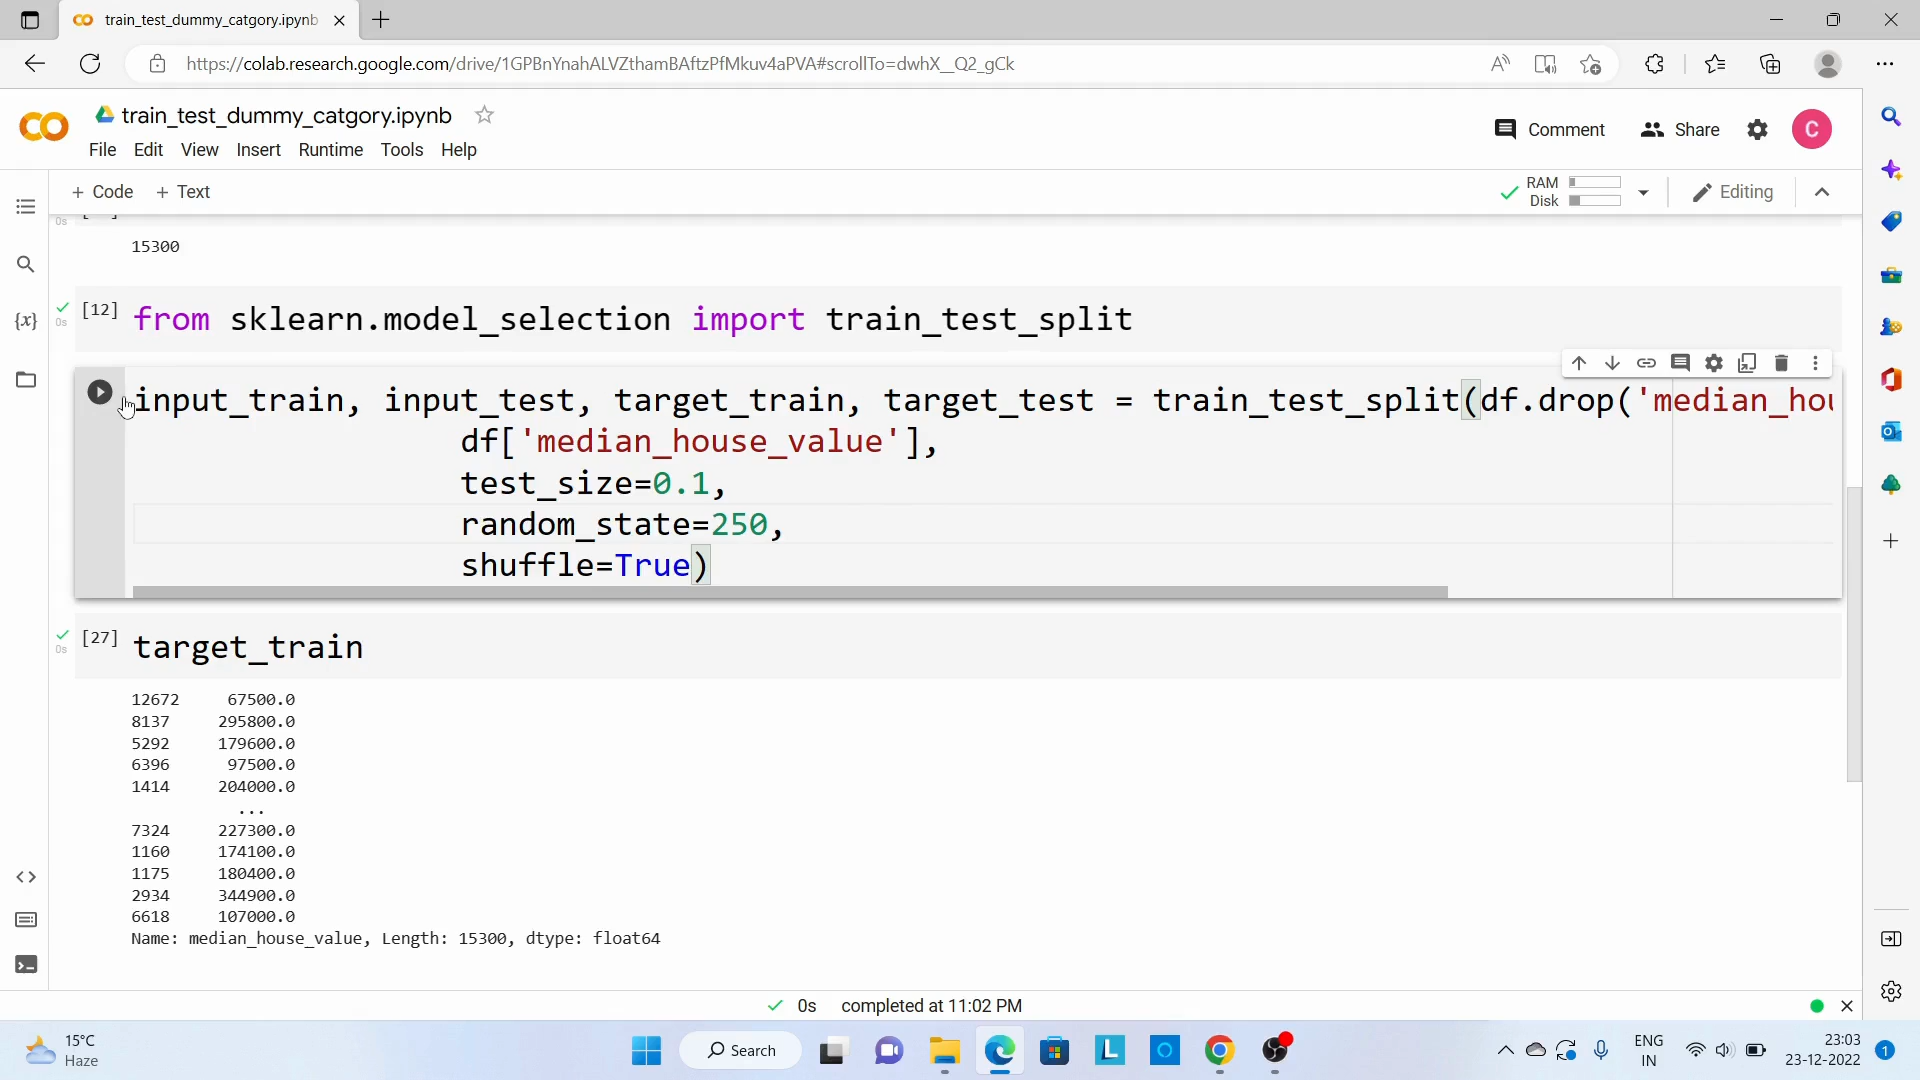 train_test_dummy_catgory.ipynb
https://colab.research.google.com/drive/1GPBnYnahALVZthamBAftzPfMkuv4aPVA#scrollTo=dwhX__Q2_gCk
train_test_dummy_catgory.ipynb
Comment
Share
C
File Edit View Insert Runtime Tools Help
+ Code + Text
RAM
Disk
Editing
0s
15300
[12] from sklearn.model_selection import train_test_split
0s
input_train, input_test, target_train, target_test = train_test_split(df.drop('median_hou
df['median_house_value'],
test_size=0.1,
random_state=250,
shuffle=True)
[27] target_train
0s
12672 67500.0
8137 295800.0
5292 179600.0
6396 97500.0
1414 204000.0
...
7324 227300.0
1160 174100.0
1175 180400.0
2934 344900.0
6618 107000.0
Name: median_house_value, Length: 15300, dtype: float64
0s completed at 11:02 PM
15°C
Haze
Search
ENG
IN
23:03
23-12-2022
1